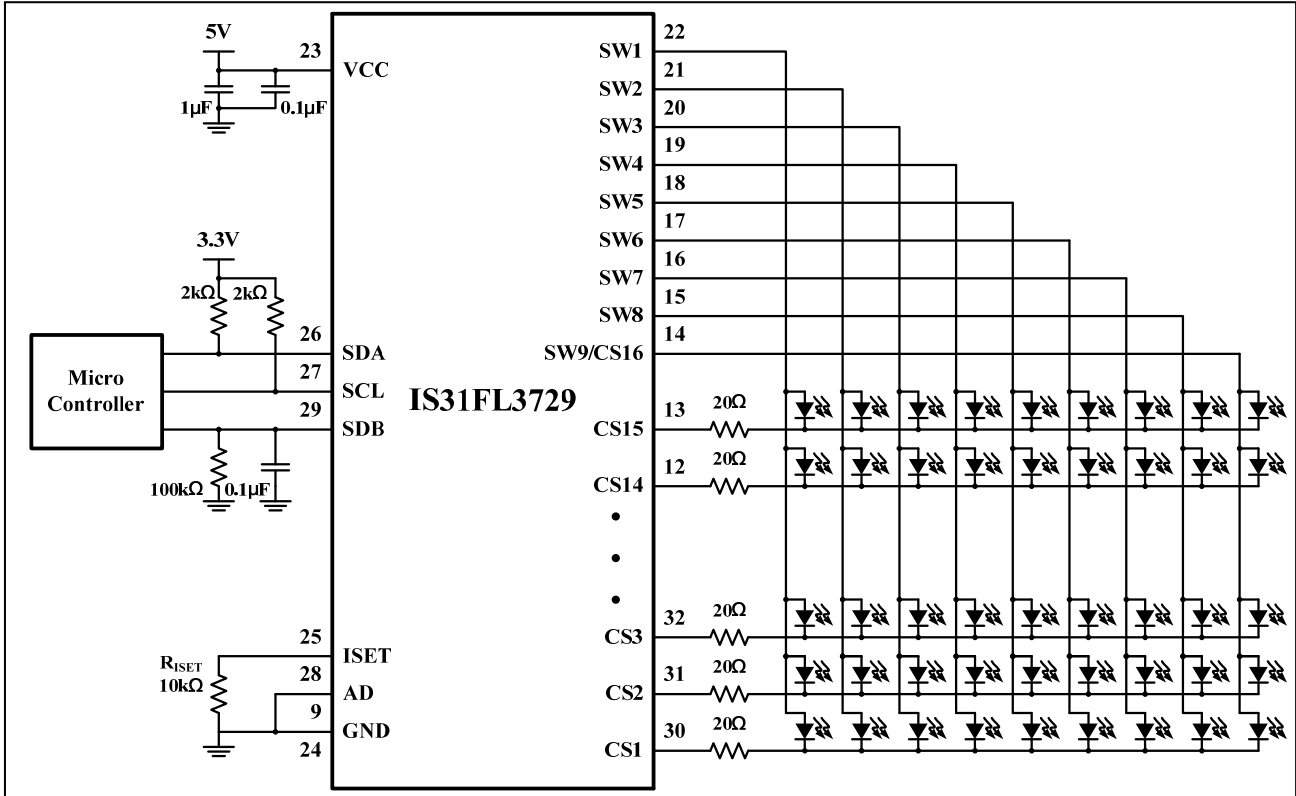 5V
23
VCC
1µF
0.1µF
3.3V
2kΩ
2kΩ
Micro
Controller
26
SDA
27
SCL
29
SDB
100kΩ
0.1µF
RISET
10kΩ
25
ISET
28
AD
9
GND
24
IS31FL3729
SW1
22
SW2
21
SW3
20
SW4
19
SW5
18
SW6
17
SW7
16
SW8
15
SW9/CS16
14
CS15
13
20Ω
CS14
12
20Ω
CS3
32
20Ω
CS2
31
20Ω
CS1
30
20Ω